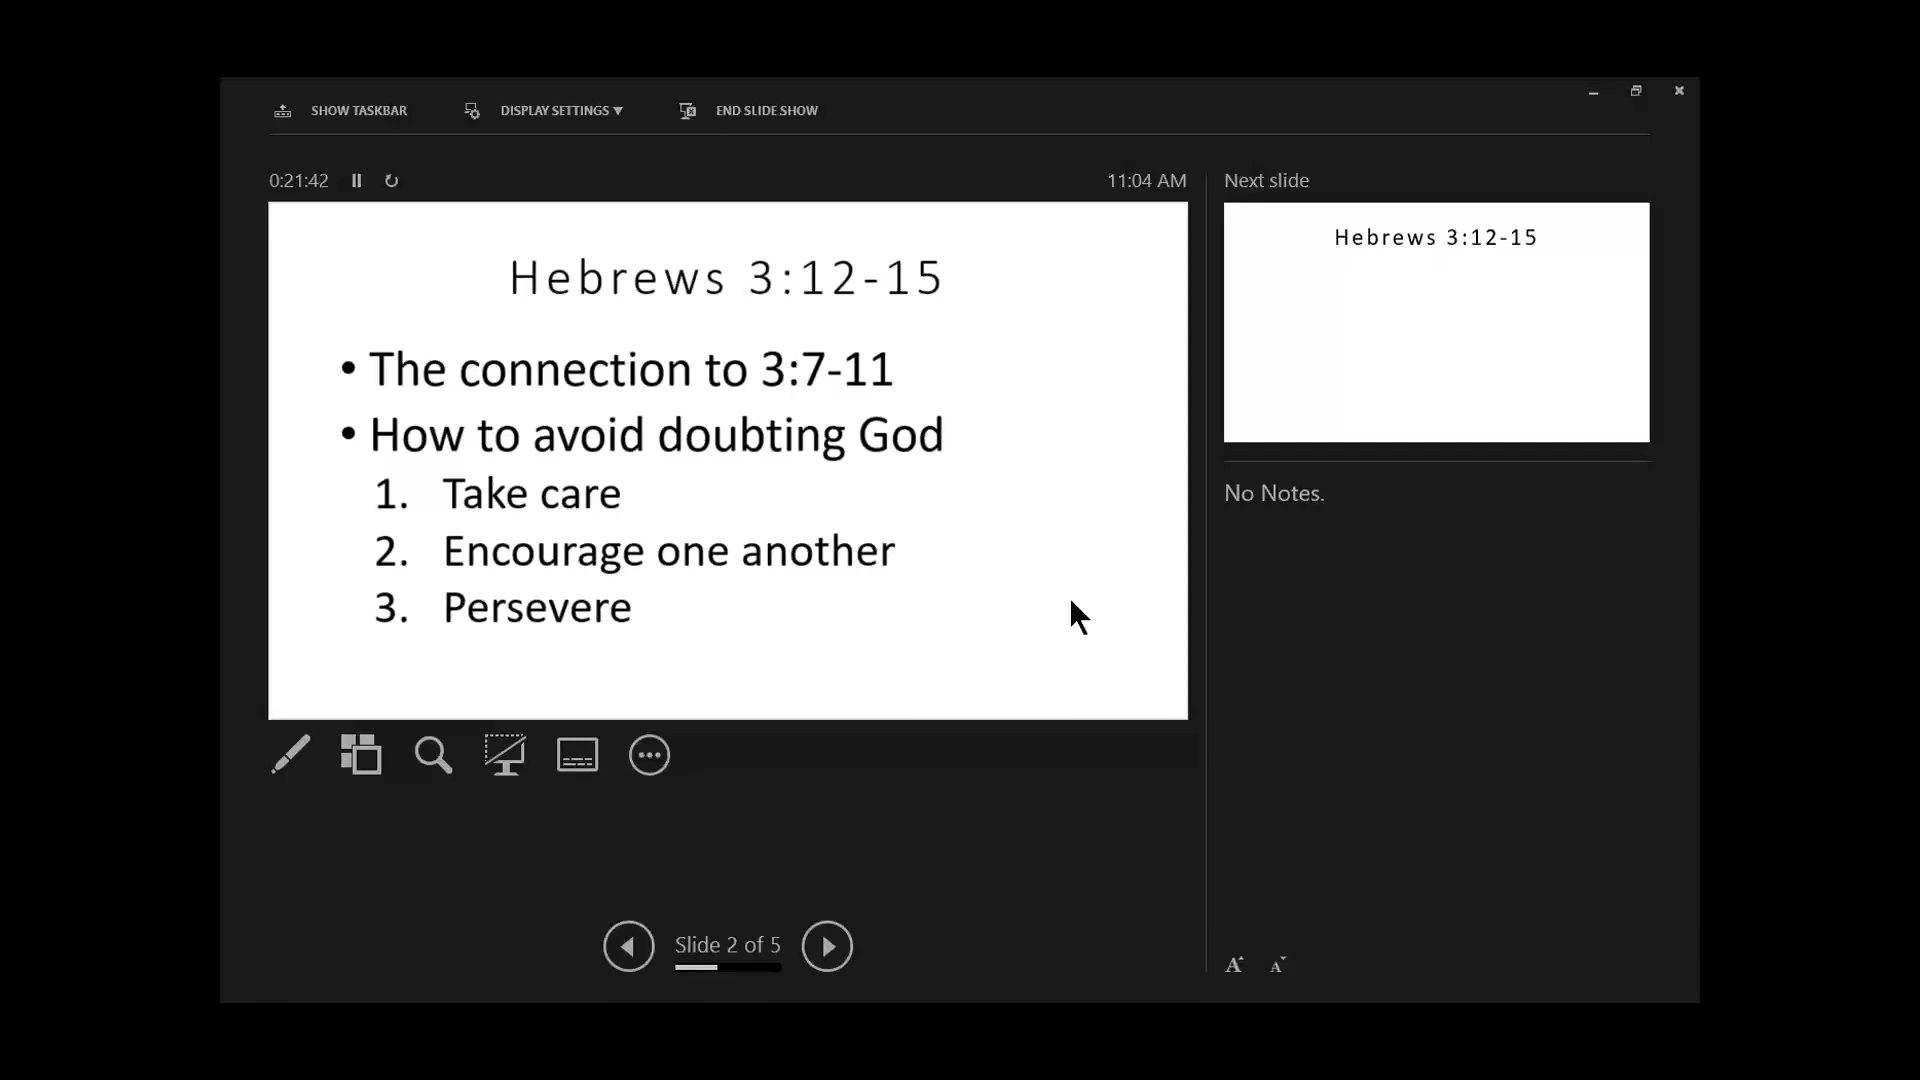 SHOW TASKBAR
DISPLAY SETTINGS ▼
END SLIDE SHOW
0:21:42
11:04 AM
Hebrews 3:12-15
• The connection to 3:7-11
• How to avoid doubting God
1. Take care
2. Encourage one another
3. Persevere
Slide 2 of 5
Next slide
Hebrews 3:12-15
No Notes.
A A